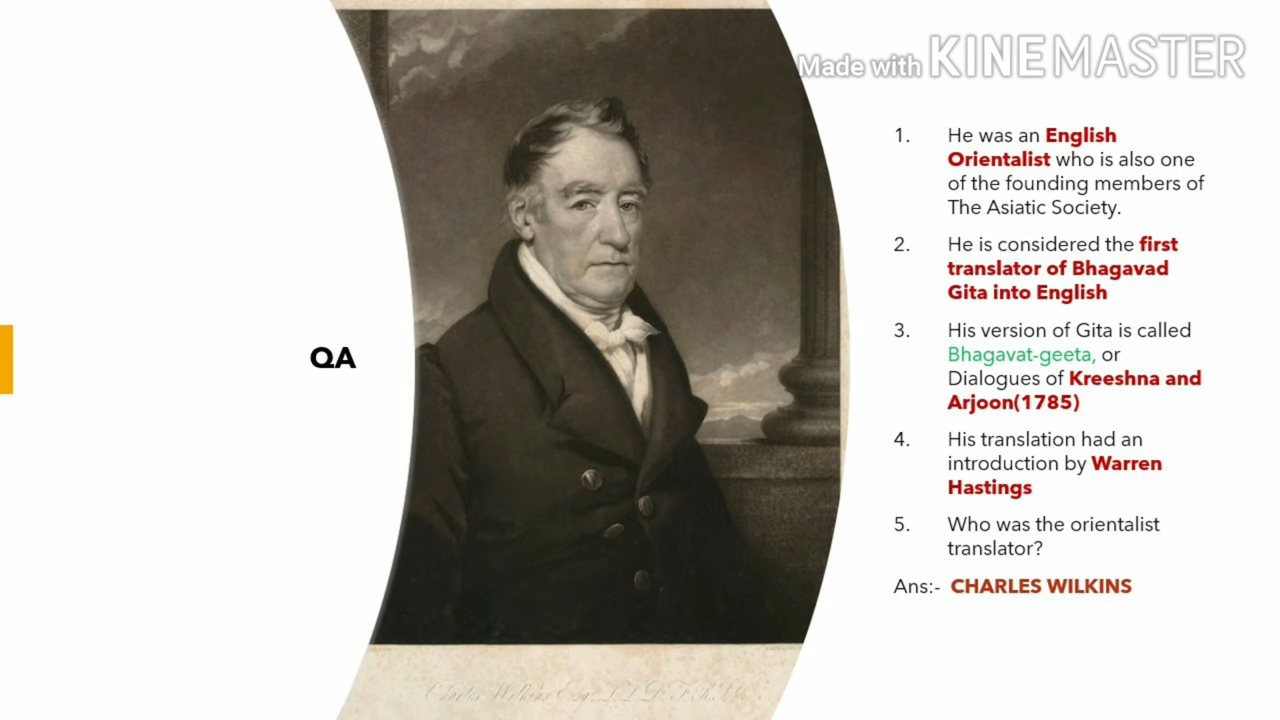 Made with KINEMASTER
QA
1. He was an English
Orientalist who is also one
of the founding members of
The Asiatic Society.
2. He is considered the first
translator of Bhagavad
Gita into English
3. His version of Gita is called
Bhagavat-geeta, or
Dialogues of Kreeshna and
Arjoon(1785)
4. His translation had an
introduction by Warren
Hastings
5. Who was the orientalist
translator?
Ans:- CHARLES WILKINS
Charles Wilkins Esq.